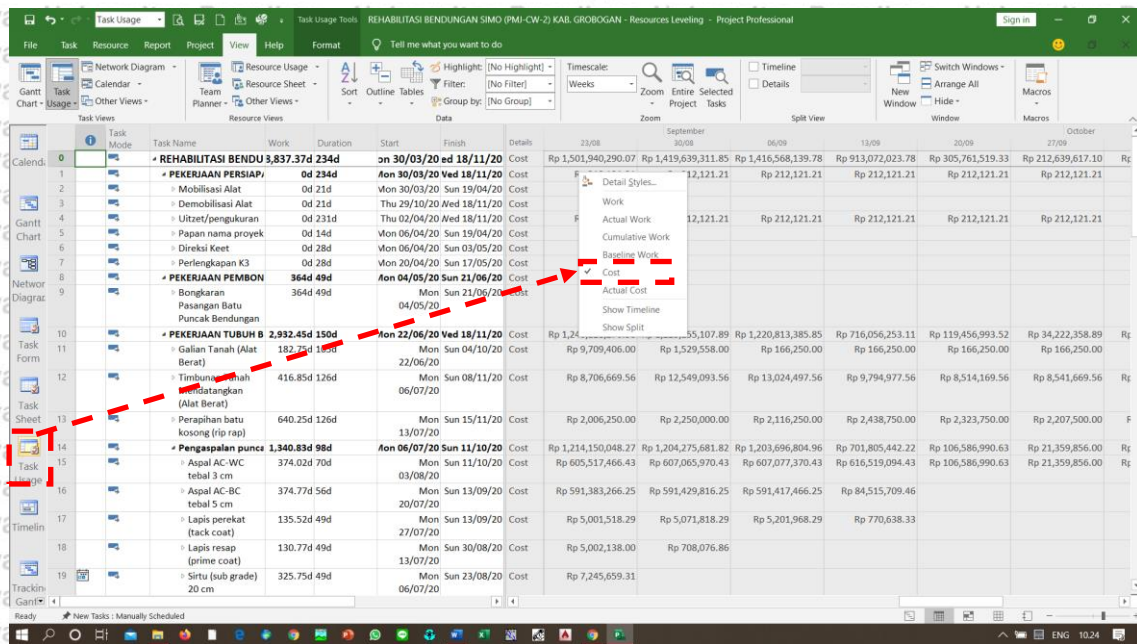 Task Usage
Task Usage Tools
REHABILITASI BENDUNGAN SIMO (PMJ-CW-2) KAB. GROBOGAN - Resources Leveling - Project Professional
Sign in
File Task Resource Report Project View Help Format Tell me what you want to do
Gantt Chart
Task Usage
Network Diagram
Calendar
Other Views
Task Views
Team Planner
Resource Usage
Resource Sheet
Other Views
Resource Views
Sort
Outline
Tables
Highlight: [No Highlight]
Filter: [No Filter]
Group by: [No Group]
Data
Timescale:
Weeks
Zoom
Entire Project
Selected Tasks
Zoom
Timeline
Details
Split View
New Window
Switch Windows
Arrange All
Hide
Window
Macros
Macros
September October
Task Mode Task Name Work Duration Start Finish Details 23/08 30/08 06/09 13/09 20/09 27/09
0 REHABILITASI BENDU 3,837.37d 234d on 30/03/20 ed 18/11/20 Cost Rp 1,501,940,290.07 Rp 1,419,639,311.85 Rp 1,416,568,139.78 Rp 913,072,023.78 Rp 305,761,519.33 Rp 212,639,617.10
1 PEKERJAAN PERSIAPA 0d 234d Mon 30/03/20 Wed 18/11/20 Cost 12,121.21 Rp 212,121.21 Rp 212,121.21 Rp 212,121.21 Rp 212,121.21
2 Mobilisasi Alat 0d 21d Mon 30/03/20 Sun 19/04/20 Cost
3 Demobilisasi Alat 0d 21d Thu 29/10/20 Wed 18/11/20 Cost
4 Uitzet/pengukuran 0d 231d Thu 02/04/20 Wed 18/11/20 Cost 12,121.21 Rp 212,121.21 Rp 212,121.21 Rp 212,121.21 Rp 212,121.21
5 Papan nama proyek 0d 14d Mon 06/04/20 Sun 19/04/20 Cost
6 Direksi Keet 0d 28d Mon 06/04/20 Sun 03/05/20 Cost
7 Perlengkapan K3 0d 28d Mon 20/04/20 Sun 17/05/20 Cost
8 PEKERJAAN PEMBON 364d 49d Mon 04/05/20 Sun 21/06/20 Cost
9 Bongkaran Pasangan Batu Puncak Bendungan 364d 49d Mon 04/05/20 Sun 21/06/20 Cost
10 PEKERJAAN TUBUH B 2,932.45d 150d Mon 22/06/20 Wed 18/11/20 Cost 55,107.89 Rp 1,220,813,385.85 Rp 716,056,253.11 Rp 119,456,993.52 Rp 34,222,358.89
11 Galian Tanah (Alat Berat) 182.75d Mon 22/06/20 Sun 04/10/20 Cost Rp 9,709,406.00 Rp 1,529,558.00 Rp 166,250.00 Rp 166,250.00 Rp 166,250.00 Rp 166,250.00
12 Timbunan Tanah Mendatangkan (Alat Berat) 416.85d 126d Mon 06/07/20 Sun 08/11/20 Cost Rp 8,706,669.56 Rp 12,549,093.56 Rp 13,024,497.56 Rp 9,794,977.56 Rp 8,514,169.56 Rp 8,541,669.56
13 Perapihan batu kosong (rip rap) 640.25d 126d Mon 13/07/20 Sun 15/11/20 Cost Rp 2,006,250.00 Rp 2,250,000.00 Rp 2,116,250.00 Rp 2,438,750.00 Rp 2,323,750.00 Rp 2,207,500.00
14 Pengaspalan punca 1,340.83d 98d Mon 06/07/20 Sun 11/10/20 Cost Rp 1,214,150,048.27 Rp 1,204,275,681.82 Rp 1,203,696,804.96 Rp 701,805,442.22 Rp 106,586,990.63 Rp 21,359,856.00
15 Aspal AC-WC tebal 3 cm 374.02d 70d Mon 03/08/20 Sun 11/10/20 Cost Rp 605,517,466.43 Rp 607,065,970.43 Rp 607,077,370.43 Rp 616,519,094.43 Rp 106,586,990.63 Rp 21,359,856.00
16 Aspal AC-BC tebal 5 cm 374.77d 56d Mon 20/07/20 Sun 13/09/20 Cost Rp 591,383,266.25 Rp 591,429,816.25 Rp 591,417,466.25 Rp 84,515,709.46
17 Lapis perekat (tack coat) 135.52d 49d Mon 27/07/20 Sun 13/09/20 Cost Rp 5,001,518.29 Rp 5,071,818.29 Rp 5,201,968.29 Rp 770,638.33
18 Lapis resap (prime coat) 130.77d 49d Mon 13/07/20 Sun 30/08/20 Cost Rp 5,002,138.00 Rp 708,076.86
19 Sirtu (sub grade) 20 cm 325.75d 49d Mon 06/07/20 Sun 23/08/20 Cost Rp 7,245,659.31
Detail Styles...
Work
Actual Work
Cumulative Work
Baseline Work
Cost
Actual Cost
Show Timeline
Show Split
Calend
Gantt Chart
Networ Diagra
Task Form
Task Sheet
Task Usage
Timelin
Trackin Gant
Ready New Tasks : Manually Scheduled
ENG 10.24